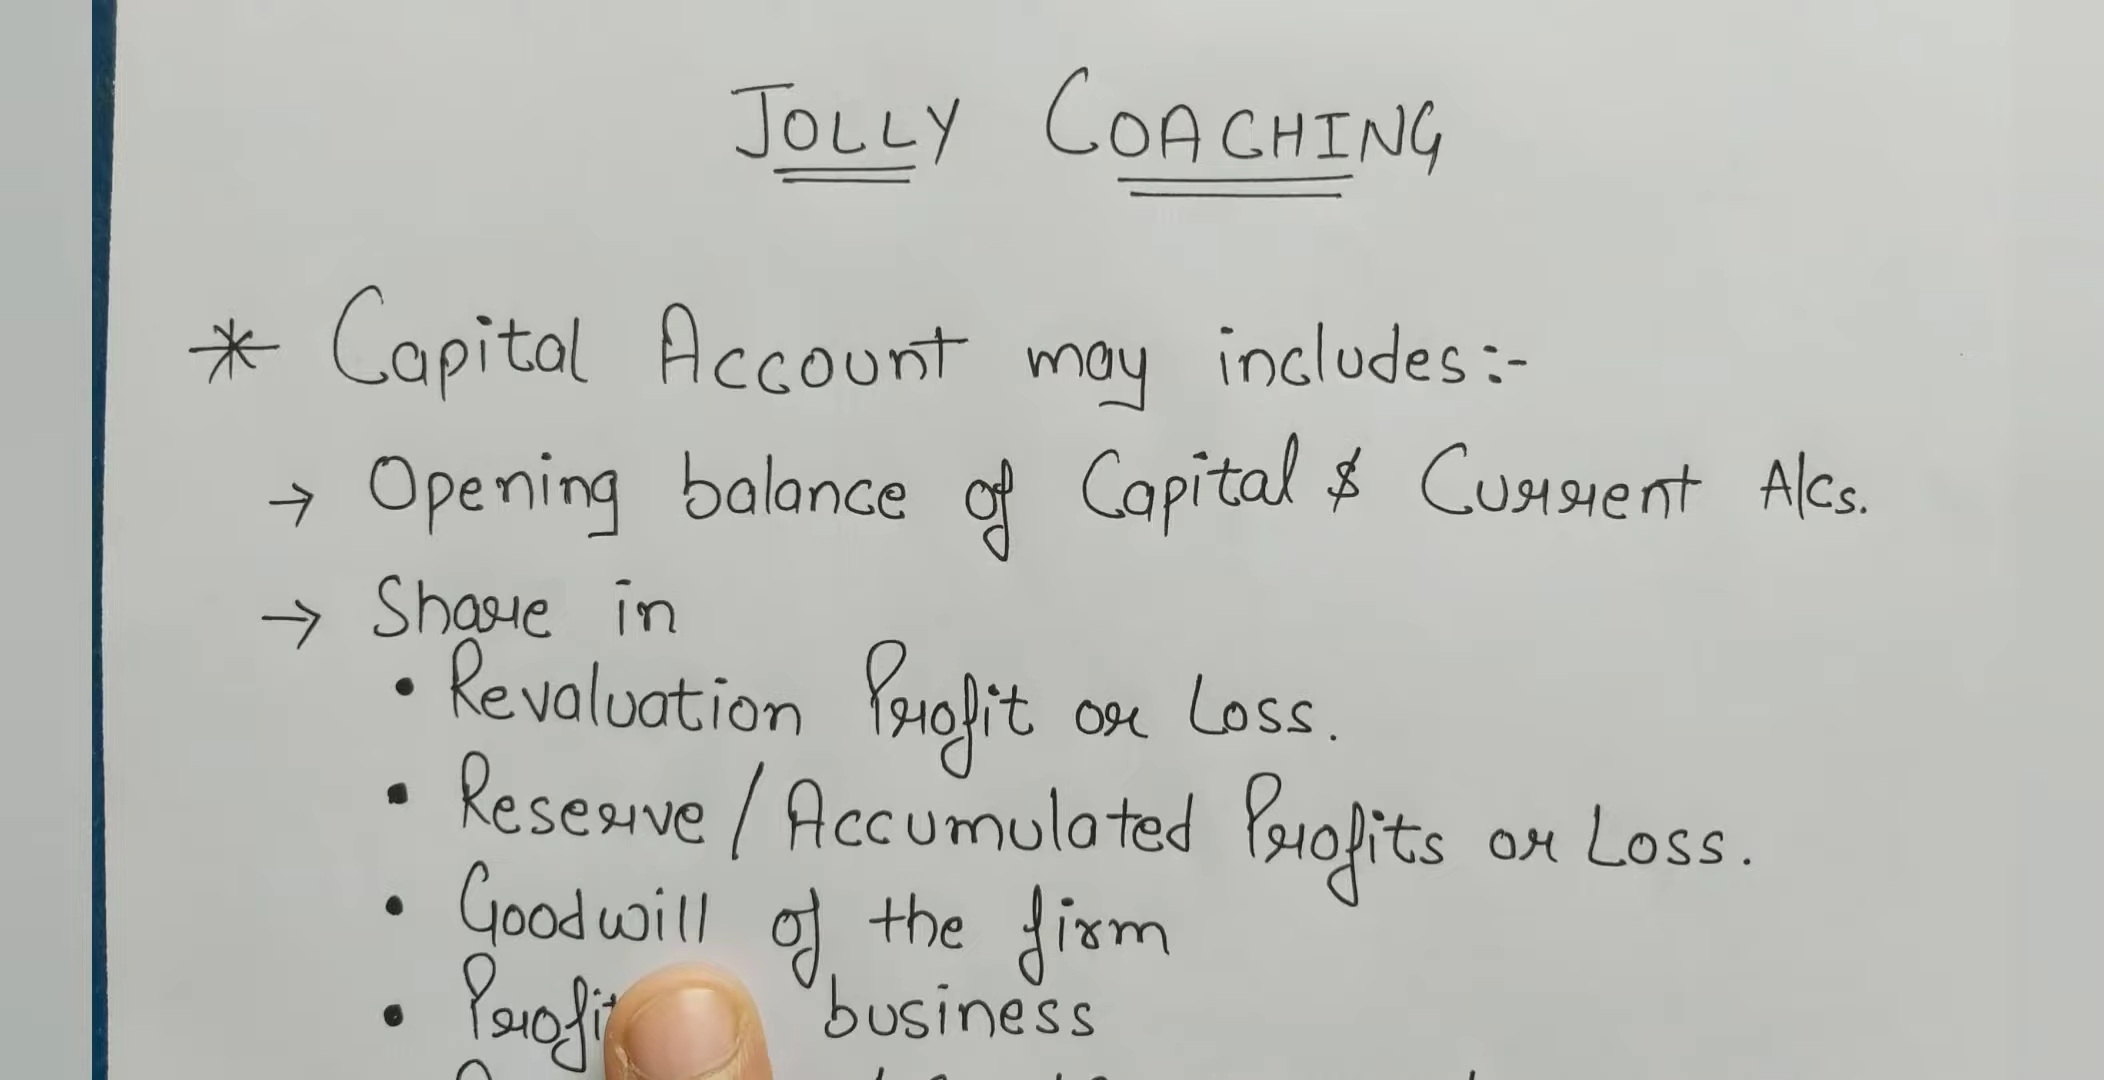 JOLLY COACHING
* Capital Account may includes:-
→ Opening balance of Capital & Current A/cs.
→ Share in
• Revaluation Profit or Loss.
• Reserve / Accumulated Profits or Loss.
• Goodwill of the firm
• Profit business